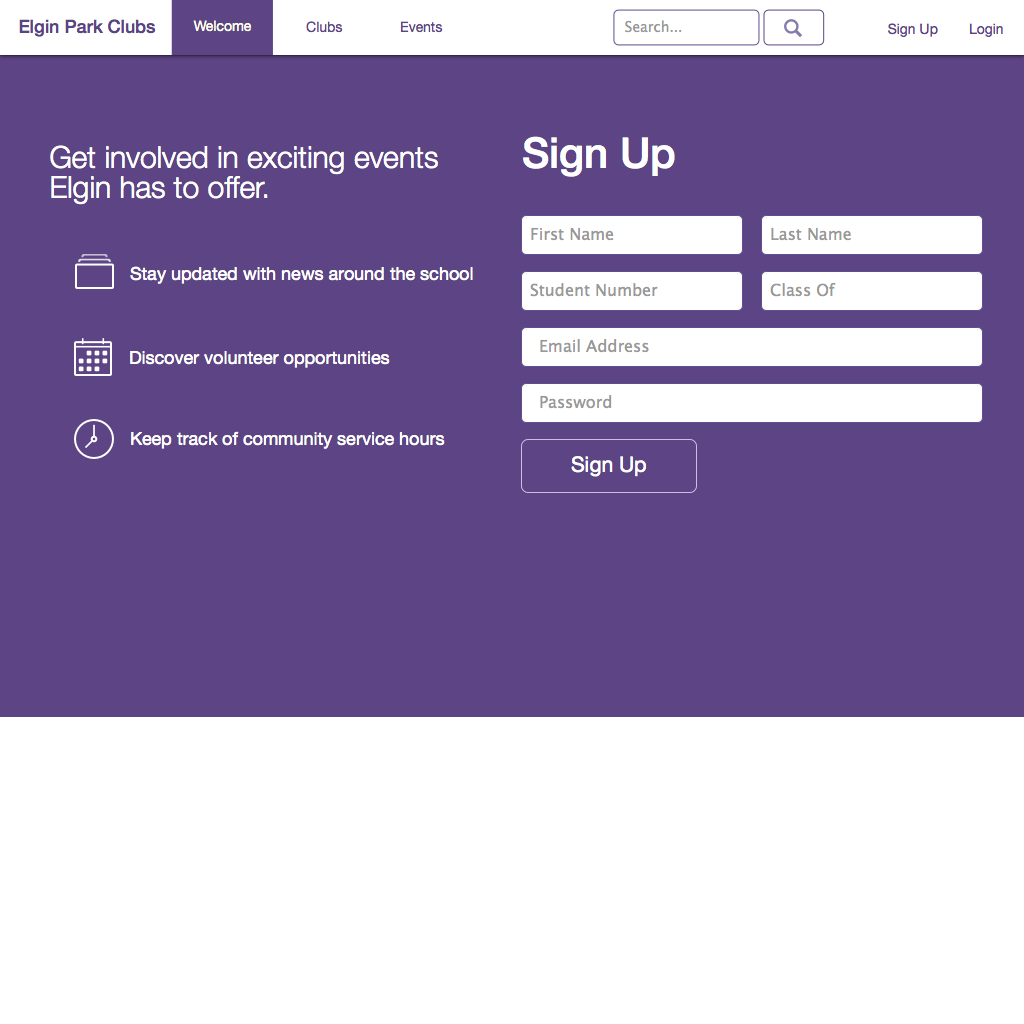 Elgin Park Clubs
Welcome
Clubs
Events
Search...
Sign Up
Login
Get involved in exciting events
Elgin has to offer.
Stay updated with news around the school
Discover volunteer opportunities
Keep track of community service hours
Sign Up
First Name
Last Name
Student Number
Class Of
Email Address
Password
Sign Up